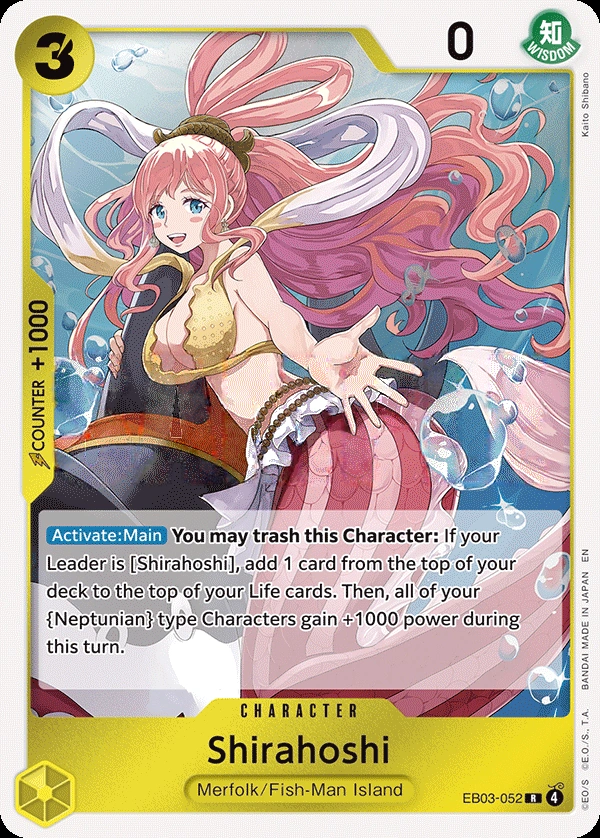 3
0
知
WISDOM
Kaito Shibano
COUNTER +1000
Activate:Main You may trash this Character: If your
Leader is [Shirahoshi], add 1 card from the top of your
deck to the top of your Life cards. Then, all of your
{Neptunian} type Characters gain +1000 power during
this turn.
©E.O./S., T.A. BANDAI MADE IN JAPAN EN
©EO/S
CHARACTER
Shirahoshi
Merfolk/Fish-Man Island
EB03-052 R 4